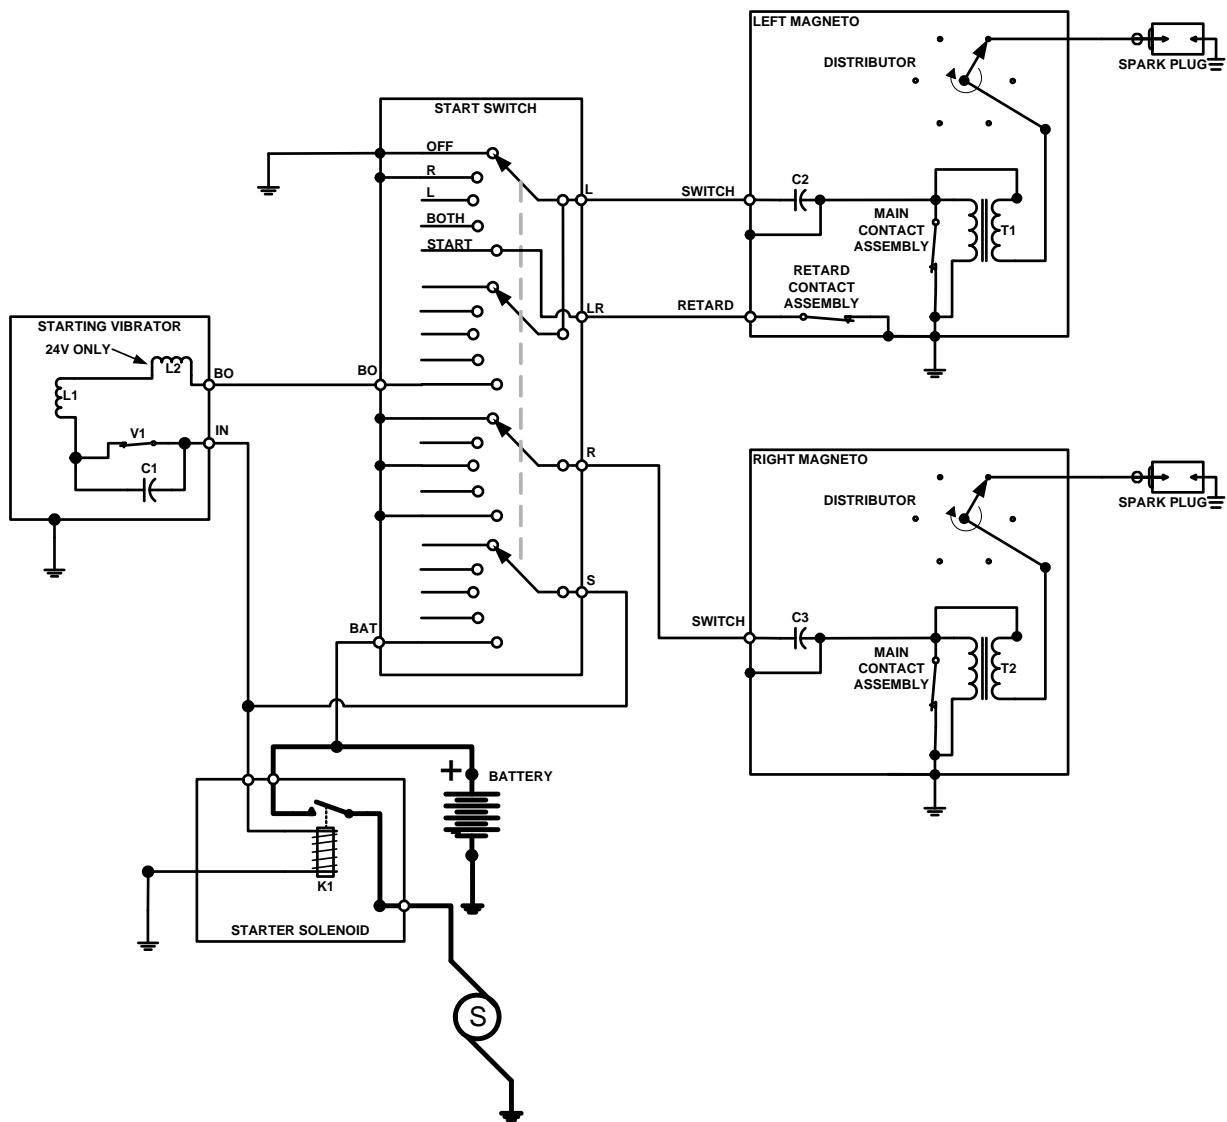 LEFT MAGNETO
DISTRIBUTOR
SPARK PLUG
START SWITCH
OFF
R
L
BOTH
START
L
LR
SWITCH
C2
MAIN
CONTACT
ASSEMBLY
T1
RETARD
CONTACT
ASSEMBLY
RETARD
STARTING VIBRATOR
24V ONLY
L2
L1
BO
BO
V1
IN
C1
R
S
BAT
RIGHT MAGNETO
DISTRIBUTOR
SPARK PLUG
SWITCH
C3
MAIN
CONTACT
ASSEMBLY
T2
+
BATTERY
-
K1
STARTER SOLENOID
S